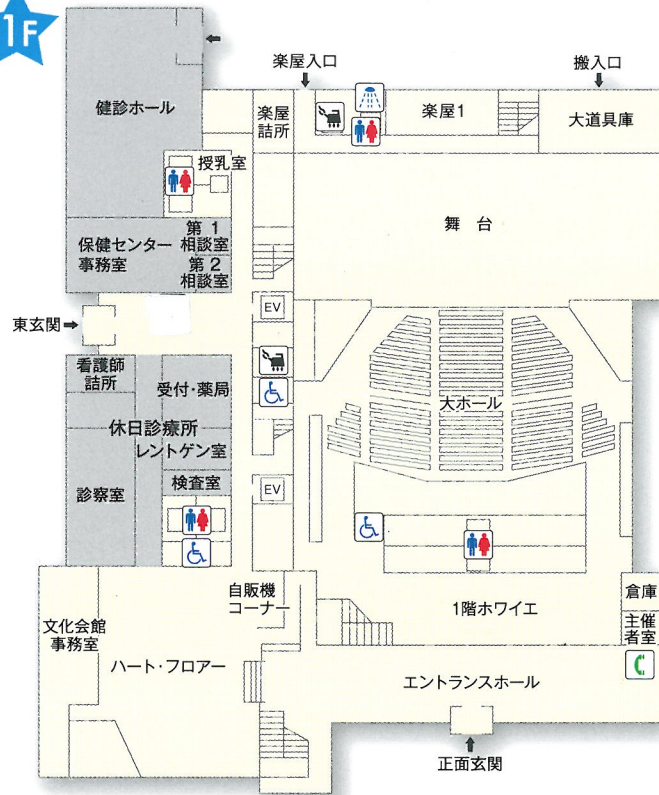 1F
楽屋入口
搬入口
健診ホール
楽屋
詰所
楽屋1
大道具庫
授乳室
舞 台
第 1
相談室
保健センター
事務室
第 2
相談室
EV
東玄関
看護師
詰所
受付・薬局
大ホール
休日診療所
レントゲン室
検査室
診察室
EV
自販機
コーナー
1階ホワイエ
倉庫
主催
者室
文化会館
事務室
ハート・フロアー
エントランスホール
正面玄関